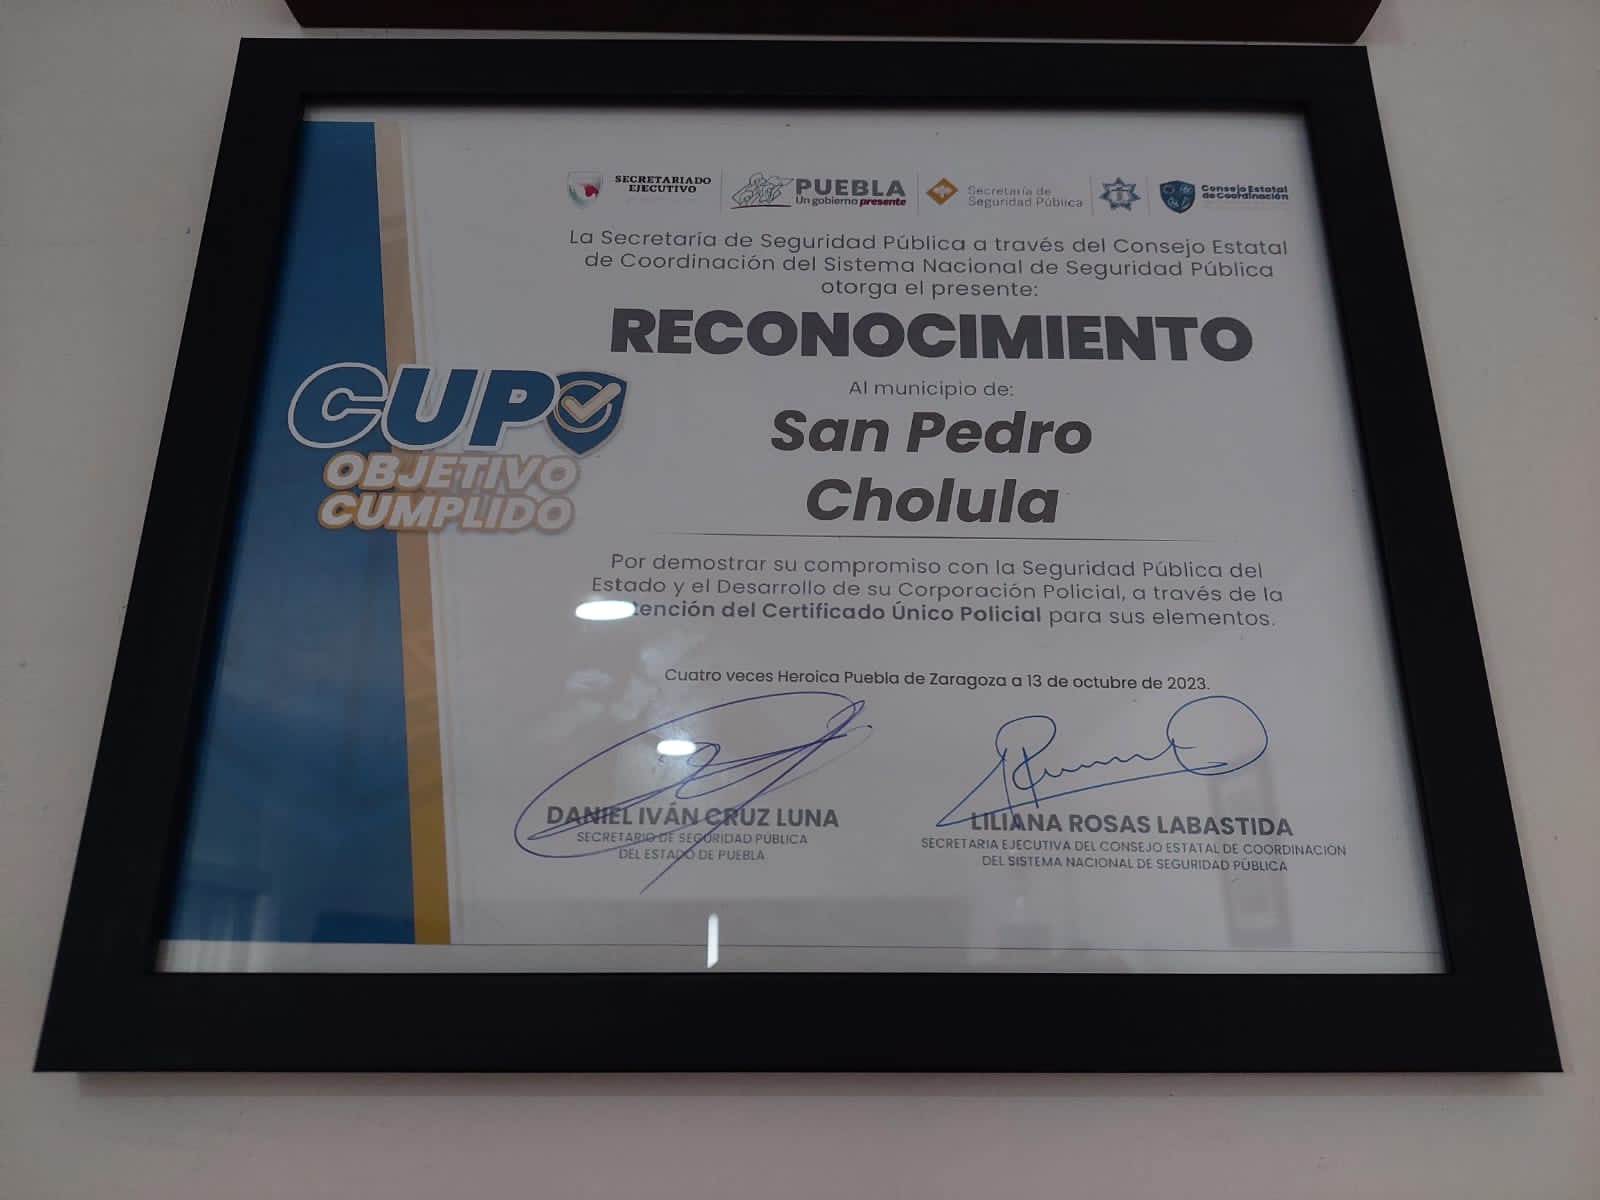 SECRETARIADO
EJECUTIVO
PUEBLA
Un gobierno presente
Secretaría de
Seguridad Pública
Consejo Estatal
de Coordinación
La Secretaría de Seguridad Pública a través del Consejo Estatal
de Coordinación del Sistema Nacional de Seguridad Pública
otorga el presente:
RECONOCIMIENTO
Al municipio de:
San Pedro
Cholula
CUP
OBJETIVO
CUMPLIDO
Por demostrar su compromiso con la Seguridad Pública del
Estado y el Desarrollo de su Corporación Policial, a través de la
tención del Certificado Único Policial para sus elementos.
Cuatro veces Heroica Puebla de Zaragoza a 13 de octubre de 2023.
DANIEL IVÁN CRUZ LUNA
SECRETARIO DE SEGURIDAD PÚBLICA
DEL ESTADO DE PUEBLA
LILIANA ROSAS LABASTIDA
SECRETARIA EJECUTIVA DEL CONSEJO ESTATAL DE COORDINACIÓN
DEL SISTEMA NACIONAL DE SEGURIDAD PÚBLICA